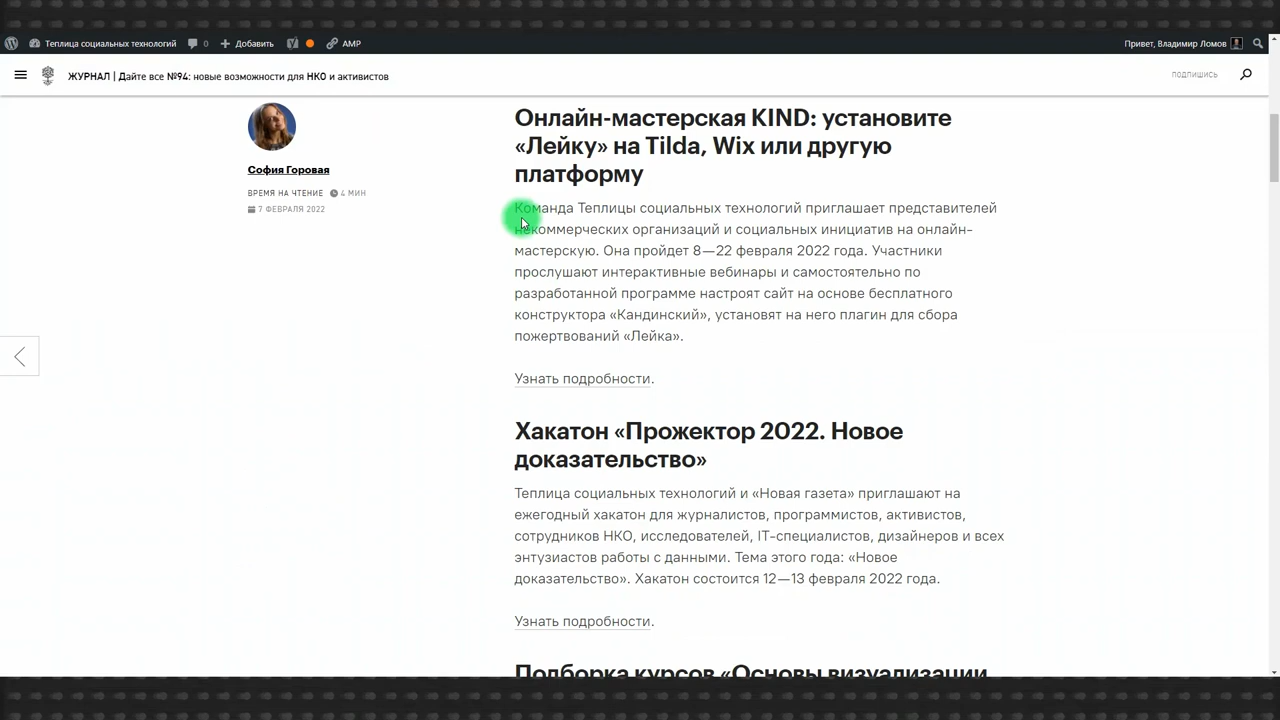 Теплица социальных технологий 0 Добавить AMP Привет, Владимир Ломов
ЖУРНАЛ | Дайте все №94: новые возможности для НКО и активистов ПОДПИШИСЬ
София Горовая
ВРЕМЯ НА ЧТЕНИЕ 4 МИН
7 ФЕВРАЛЯ 2022
Онлайн-мастерская KIND: установите
«Лейку» на Tilda, Wix или другую
платформу
Команда Теплицы социальных технологий приглашает представителей
некоммерческих организаций и социальных инициатив на онлайн-
мастерскую. Она пройдет 8—22 февраля 2022 года. Участники
прослушают интерактивные вебинары и самостоятельно по
разработанной программе настроят сайт на основе бесплатного
конструктора «Кандинский», установят на него плагин для сбора
пожертвований «Лейка».
Узнать подробности.
Хакатон «Прожектор 2022. Новое
доказательство»
Теплица социальных технологий и «Новая газета» приглашают на
ежегодный хакатон для журналистов, программистов, активистов,
сотрудников НКО, исследователей, IT-специалистов, дизайнеров и всех
энтузиастов работы с данными. Тема этого года: «Новое
доказательство». Хакатон состоится 12—13 февраля 2022 года.
Узнать подробности.
Подборка курсов «Основы визуализации